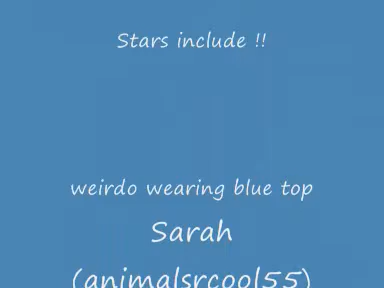 Stars include !!
weirdo wearing blue top
Sarah
(animalsrcool55)